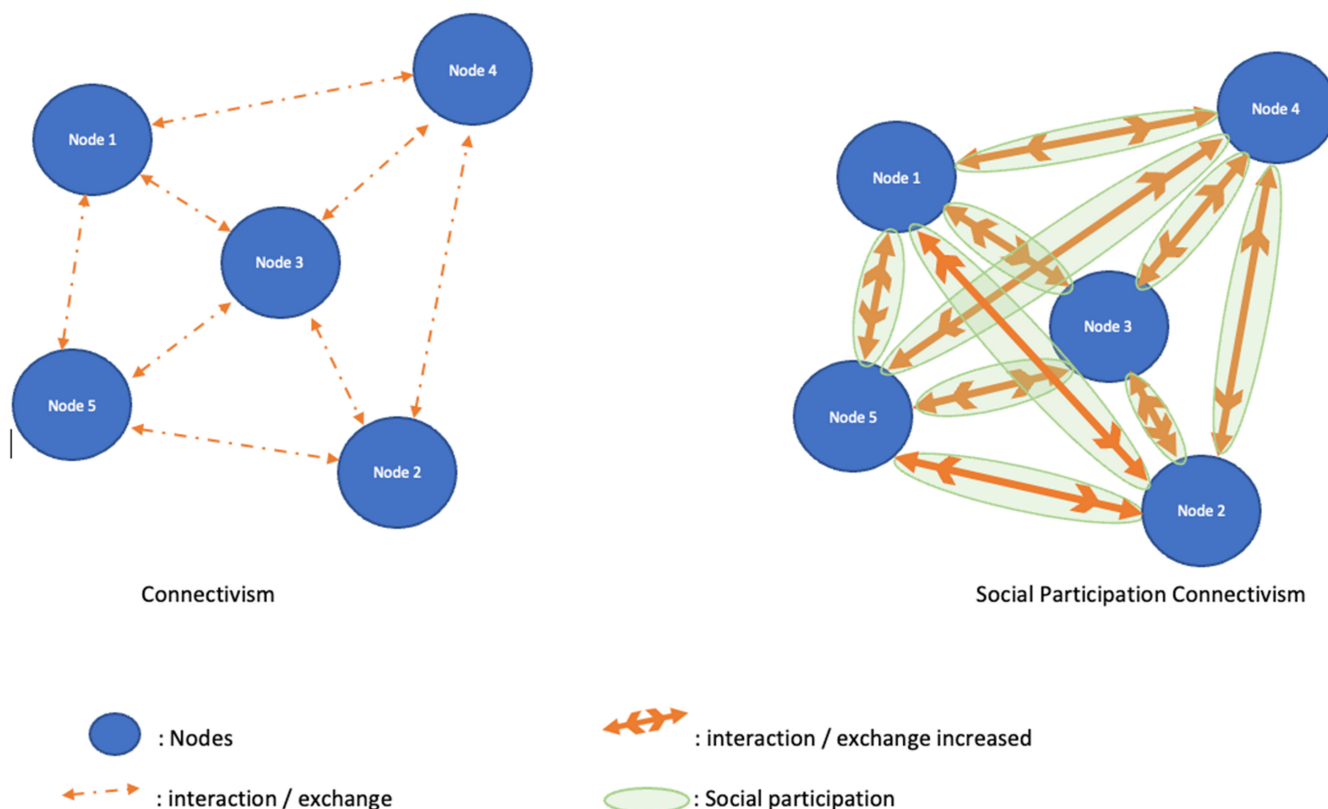 Node 4
Node 1
Node 3
Node 5
Node 2
Connectivism
Node 4
Node 1
Node 3
Node 5
Node 2
Social Participation Connectivism
: Nodes
: interaction / exchange increased
: interaction / exchange
: Social participation